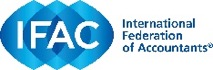 IFAC
International
Federation
of Accountants®